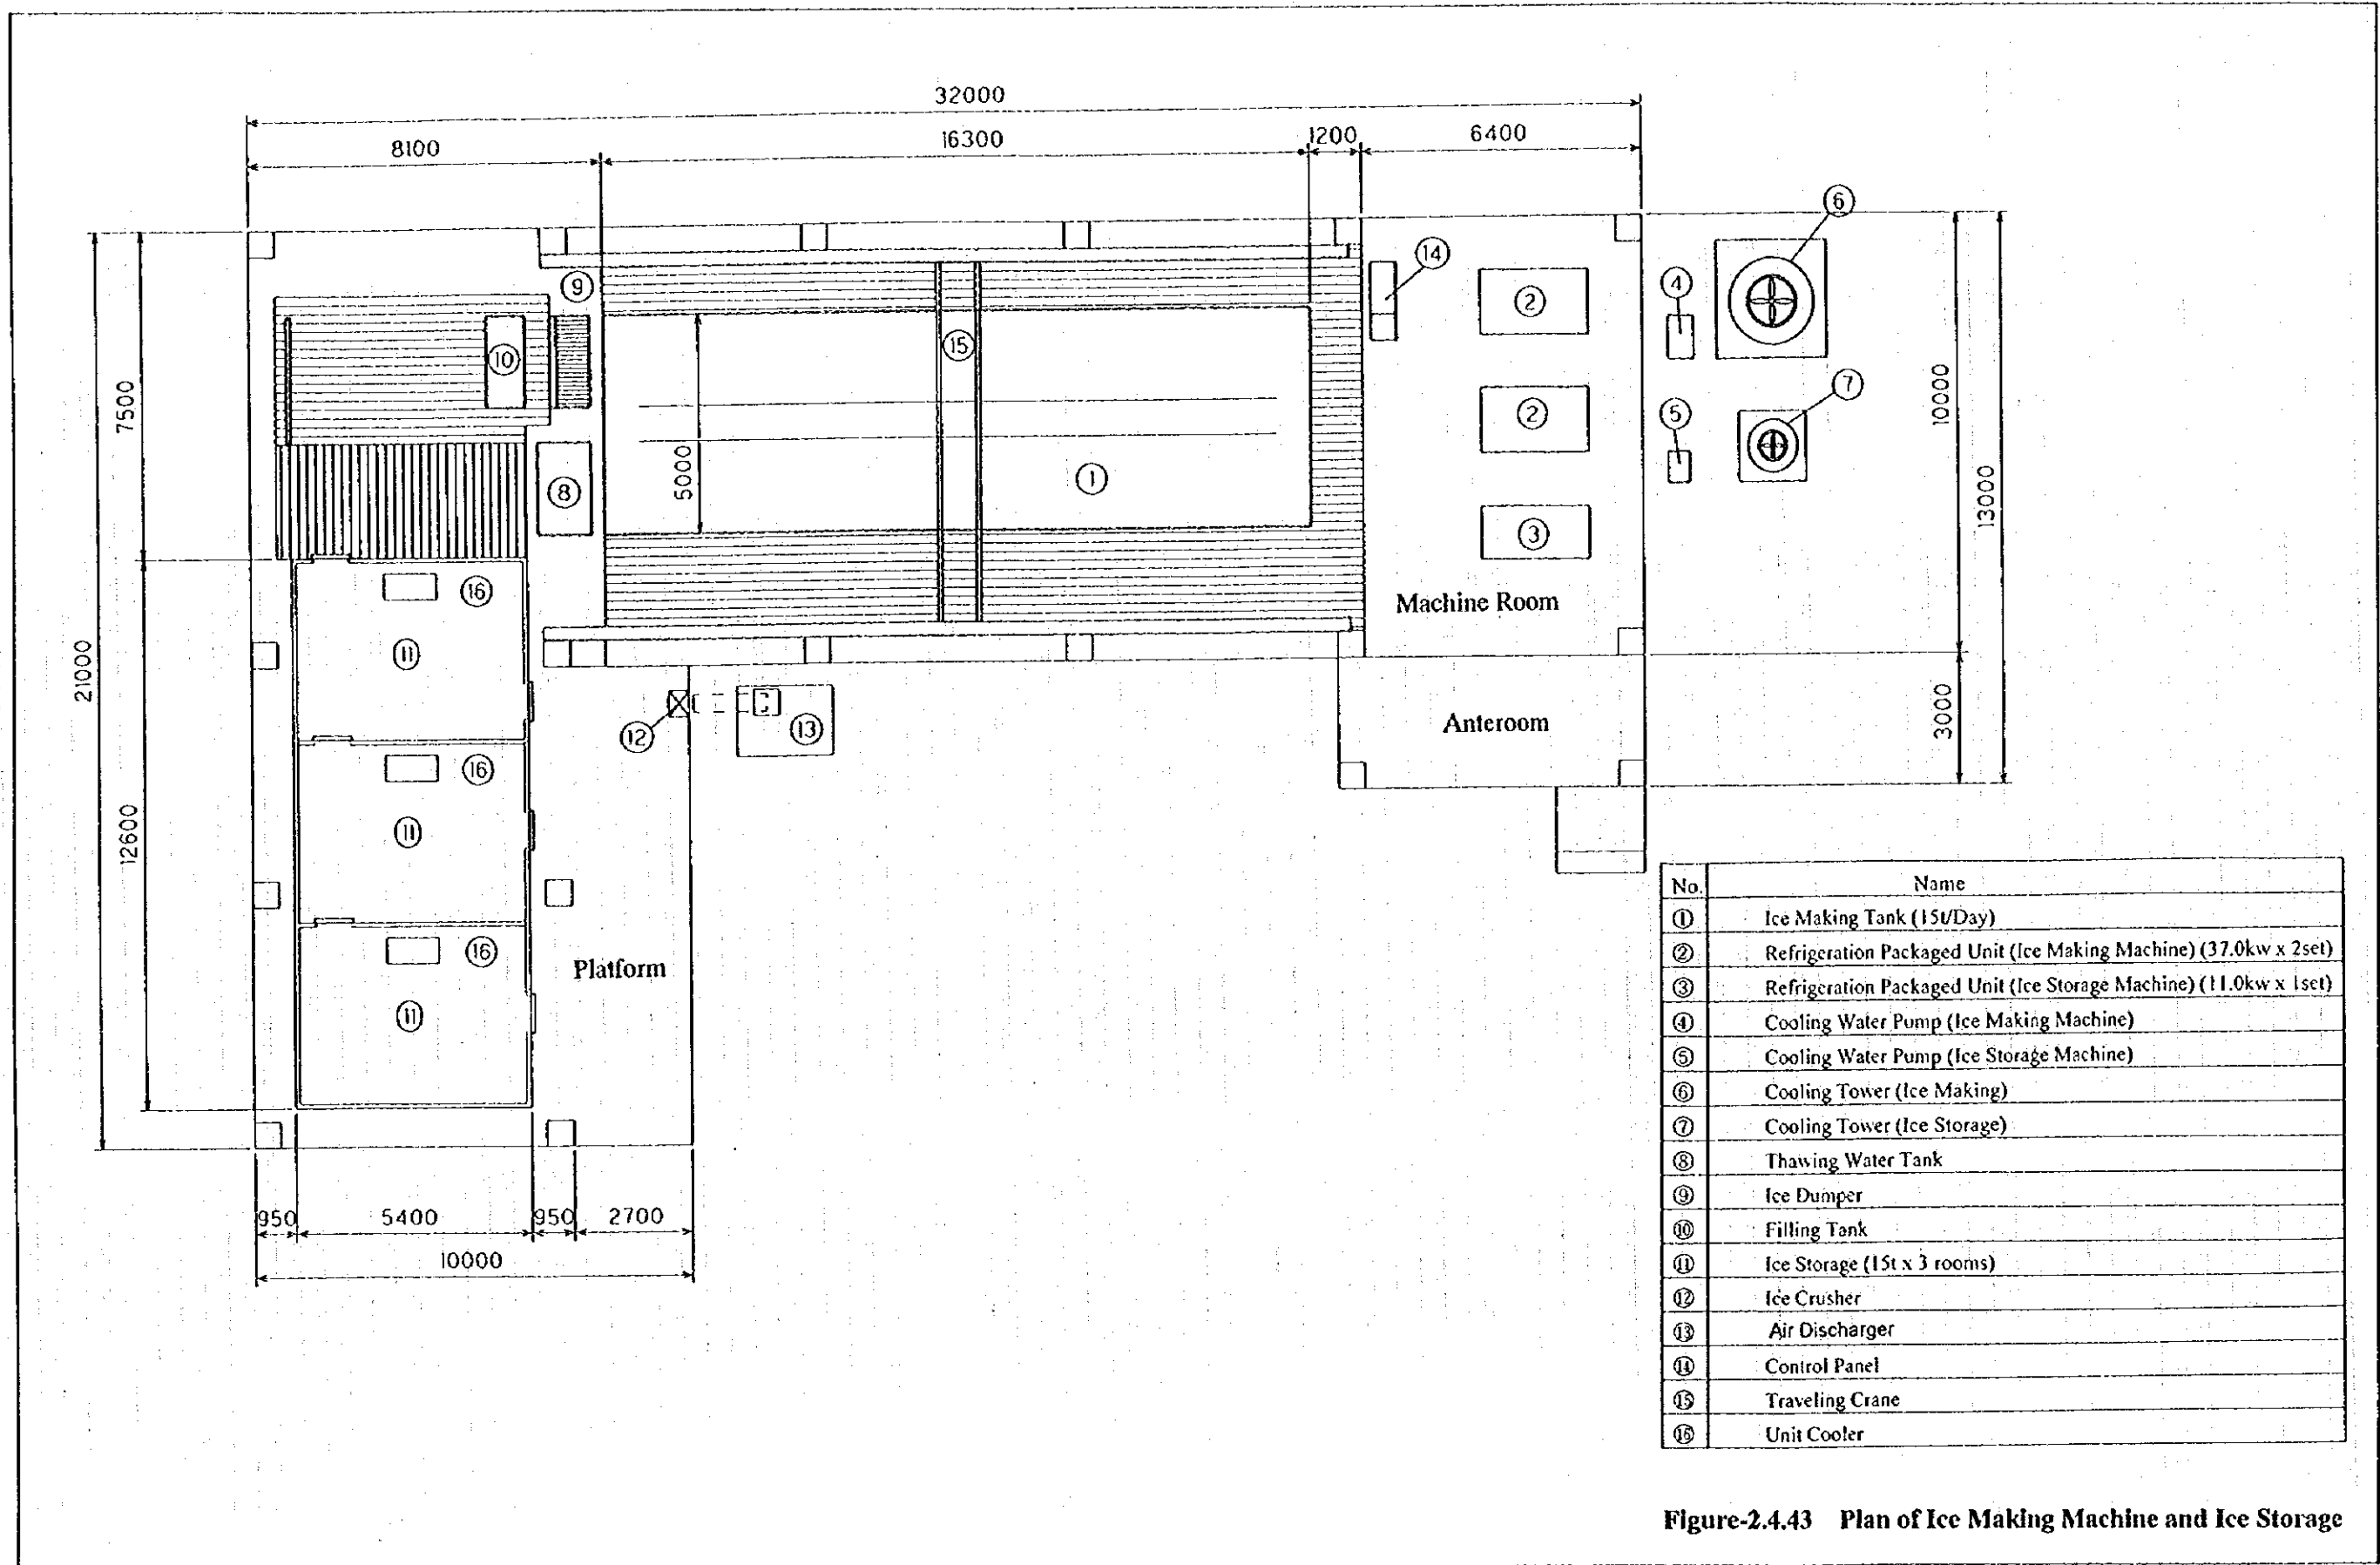 32000
8100 16300 1200 6400
⑥
⑭
④
⑨
②
⑮
⑩
⑦
②
⑤
7500
5000
①
⑧
③
10000
13000
⑯
Machine Room
⑪
21000
3000
⑫
⑬
Anteroom
⑯
⑪
12600
⑯
Platform
⑪
950 5400 950 2700
10000
No. Name
① Ice Making Tank (15t/Day)
② Refrigeration Packaged Unit (Ice Making Machine) (37.0kw x 2set)
③ Refrigeration Packaged Unit (Ice Storage Machine) (11.0kw x 1set)
④ Cooling Water Pump (Ice Making Machine)
⑤ Cooling Water Pump (Ice Storage Machine)
⑥ Cooling Tower (Ice Making)
⑦ Cooling Tower (Ice Storage)
⑧ Thawing Water Tank
⑨ Ice Dumper
⑩ Filling Tank
⑪ Ice Storage (15t x 3 rooms)
⑫ Ice Crusher
⑬ Air Discharger
⑭ Control Panel
⑮ Traveling Crane
⑯ Unit Cooler
Figure-2.4.43 Plan of Ice Making Machine and Ice Storage